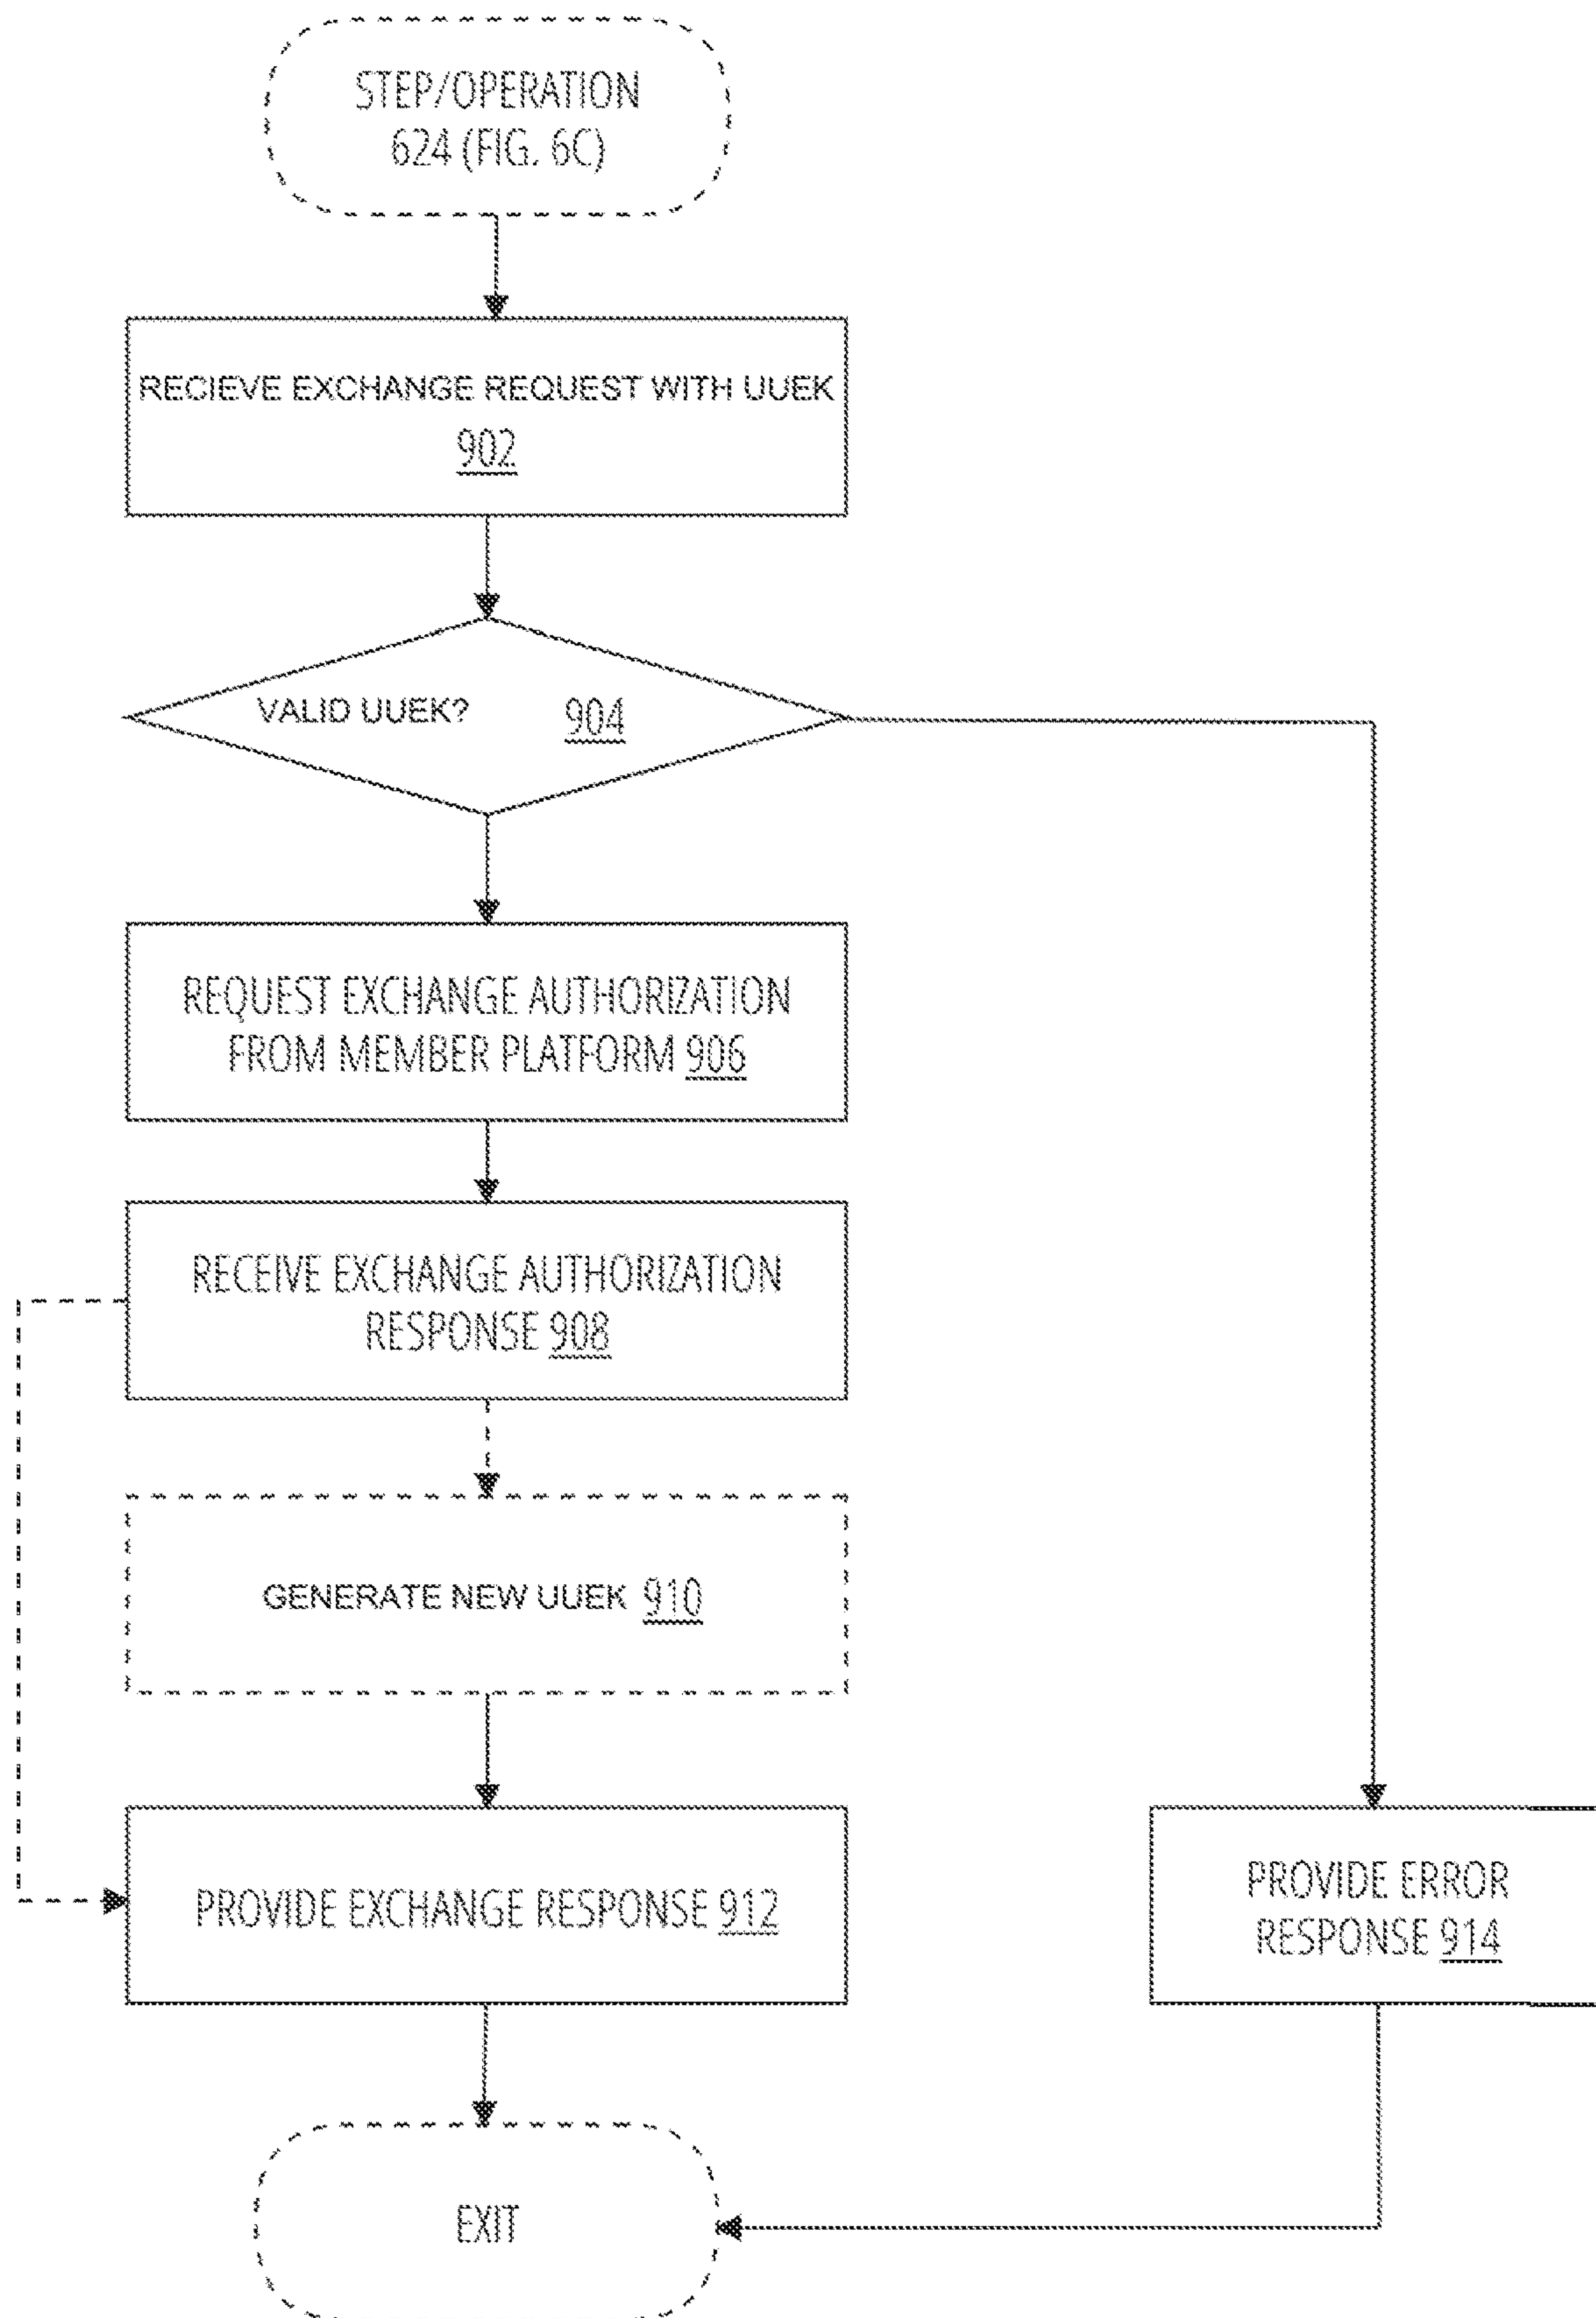 STEP/OPERATION
624 (FIG. 6C)
RECIEVE EXCHANGE REQUEST WITH UUEK
902
VALID UUEK? 904
REQUEST EXCHANGE AUTHORIZATION
FROM MEMBER PLATFORM 906
RECEIVE EXCHANGE AUTHORIZATION
RESPONSE 908
GENERATE NEW UUEK 910
PROVIDE EXCHANGE RESPONSE 912
PROVIDE ERROR
RESPONSE 914
EXIT